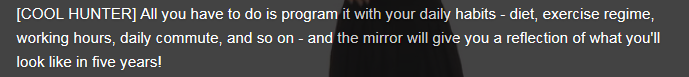 [COOL HUNTER] All you have to do is program it with your daily habits - diet, exercise regime,
working hours, daily commute, and so on - and the mirror will give you a reflection of what you'll
look like in five years!